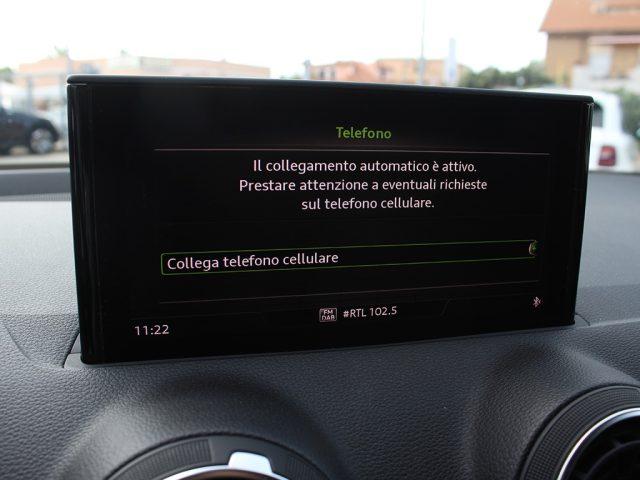 Telefono
Il collegamento automatico è attivo.
Prestare attenzione a eventuali richieste
sul telefono cellulare.
Collega telefono cellulare
11:22
FM
DAB
#RTL 102.5